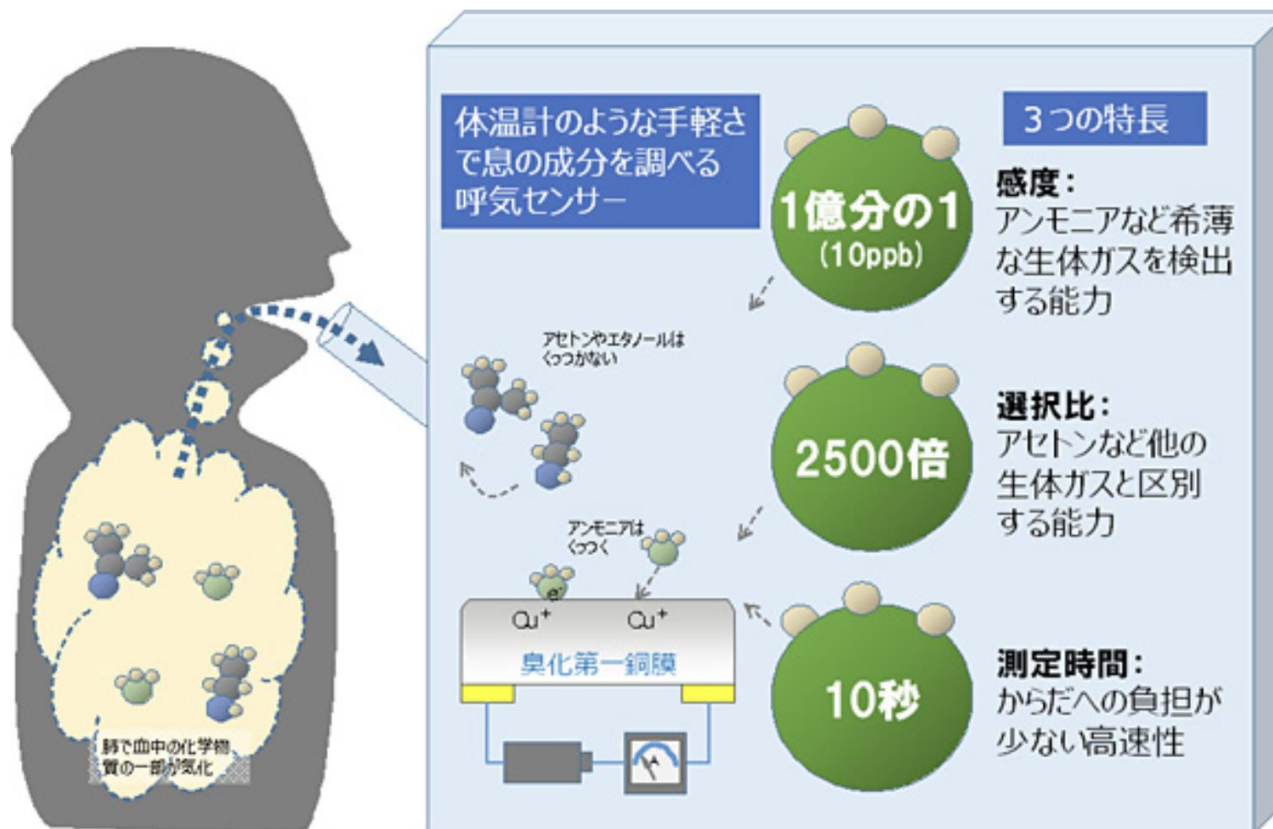 体温計のような手軽さ
で息の成分を調べる
呼気センサー
3つの特長
1億分の1
(10ppb)
感度：
アンモニアなど希薄
な生体ガスを検出
する能力
アセトンやエタノールは
くっつかない
2500倍
選択比：
アセトンなど他の
生体ガスと区別
する能力
アンモニアは
くっつく
e-
Cu+
Cu+
臭化第一銅膜
A
10秒
測定時間：
からだへの負担が
少ない高速性
肺で血中の化学物
質の一部が気化